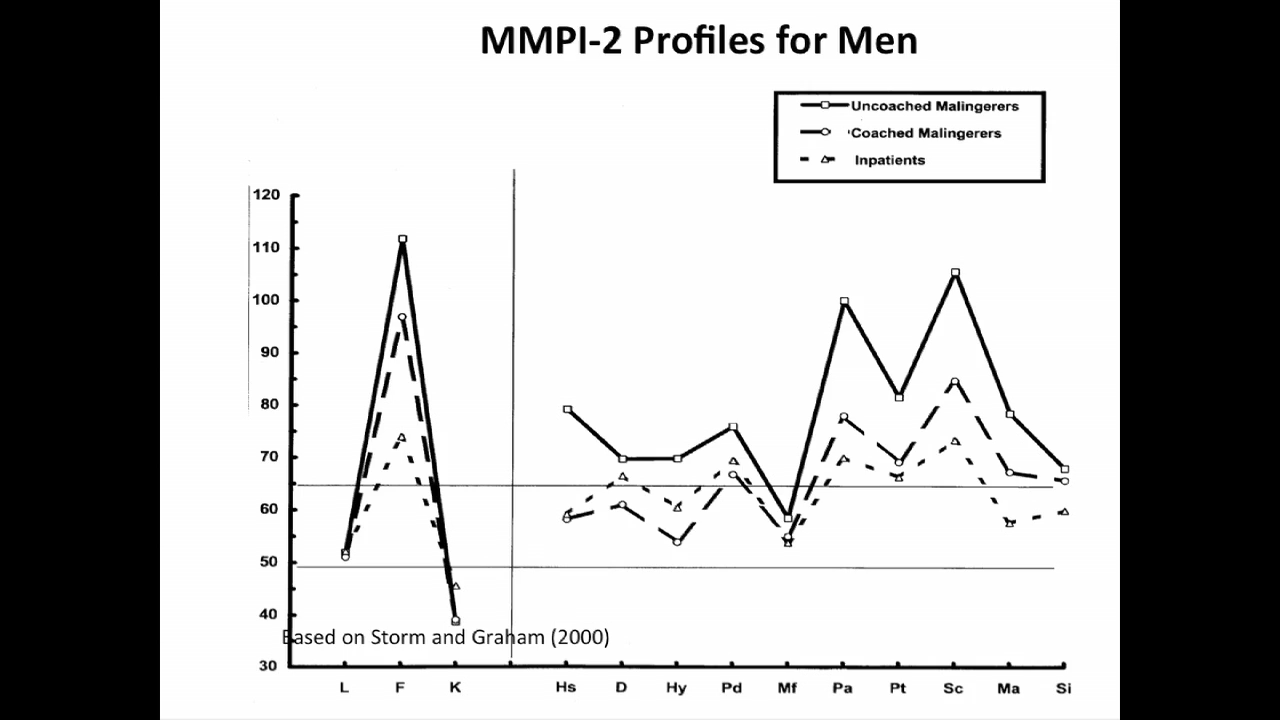 MMPI-2 Profiles for Men
Uncoached Malingerers
Coached Malingerers
Inpatients
120
110
100
90
80
70
60
50
40
30
Based on Storm and Graham (2000)
L F K Hs D Hy Pd Mf Pa Pt Sc Ma Si